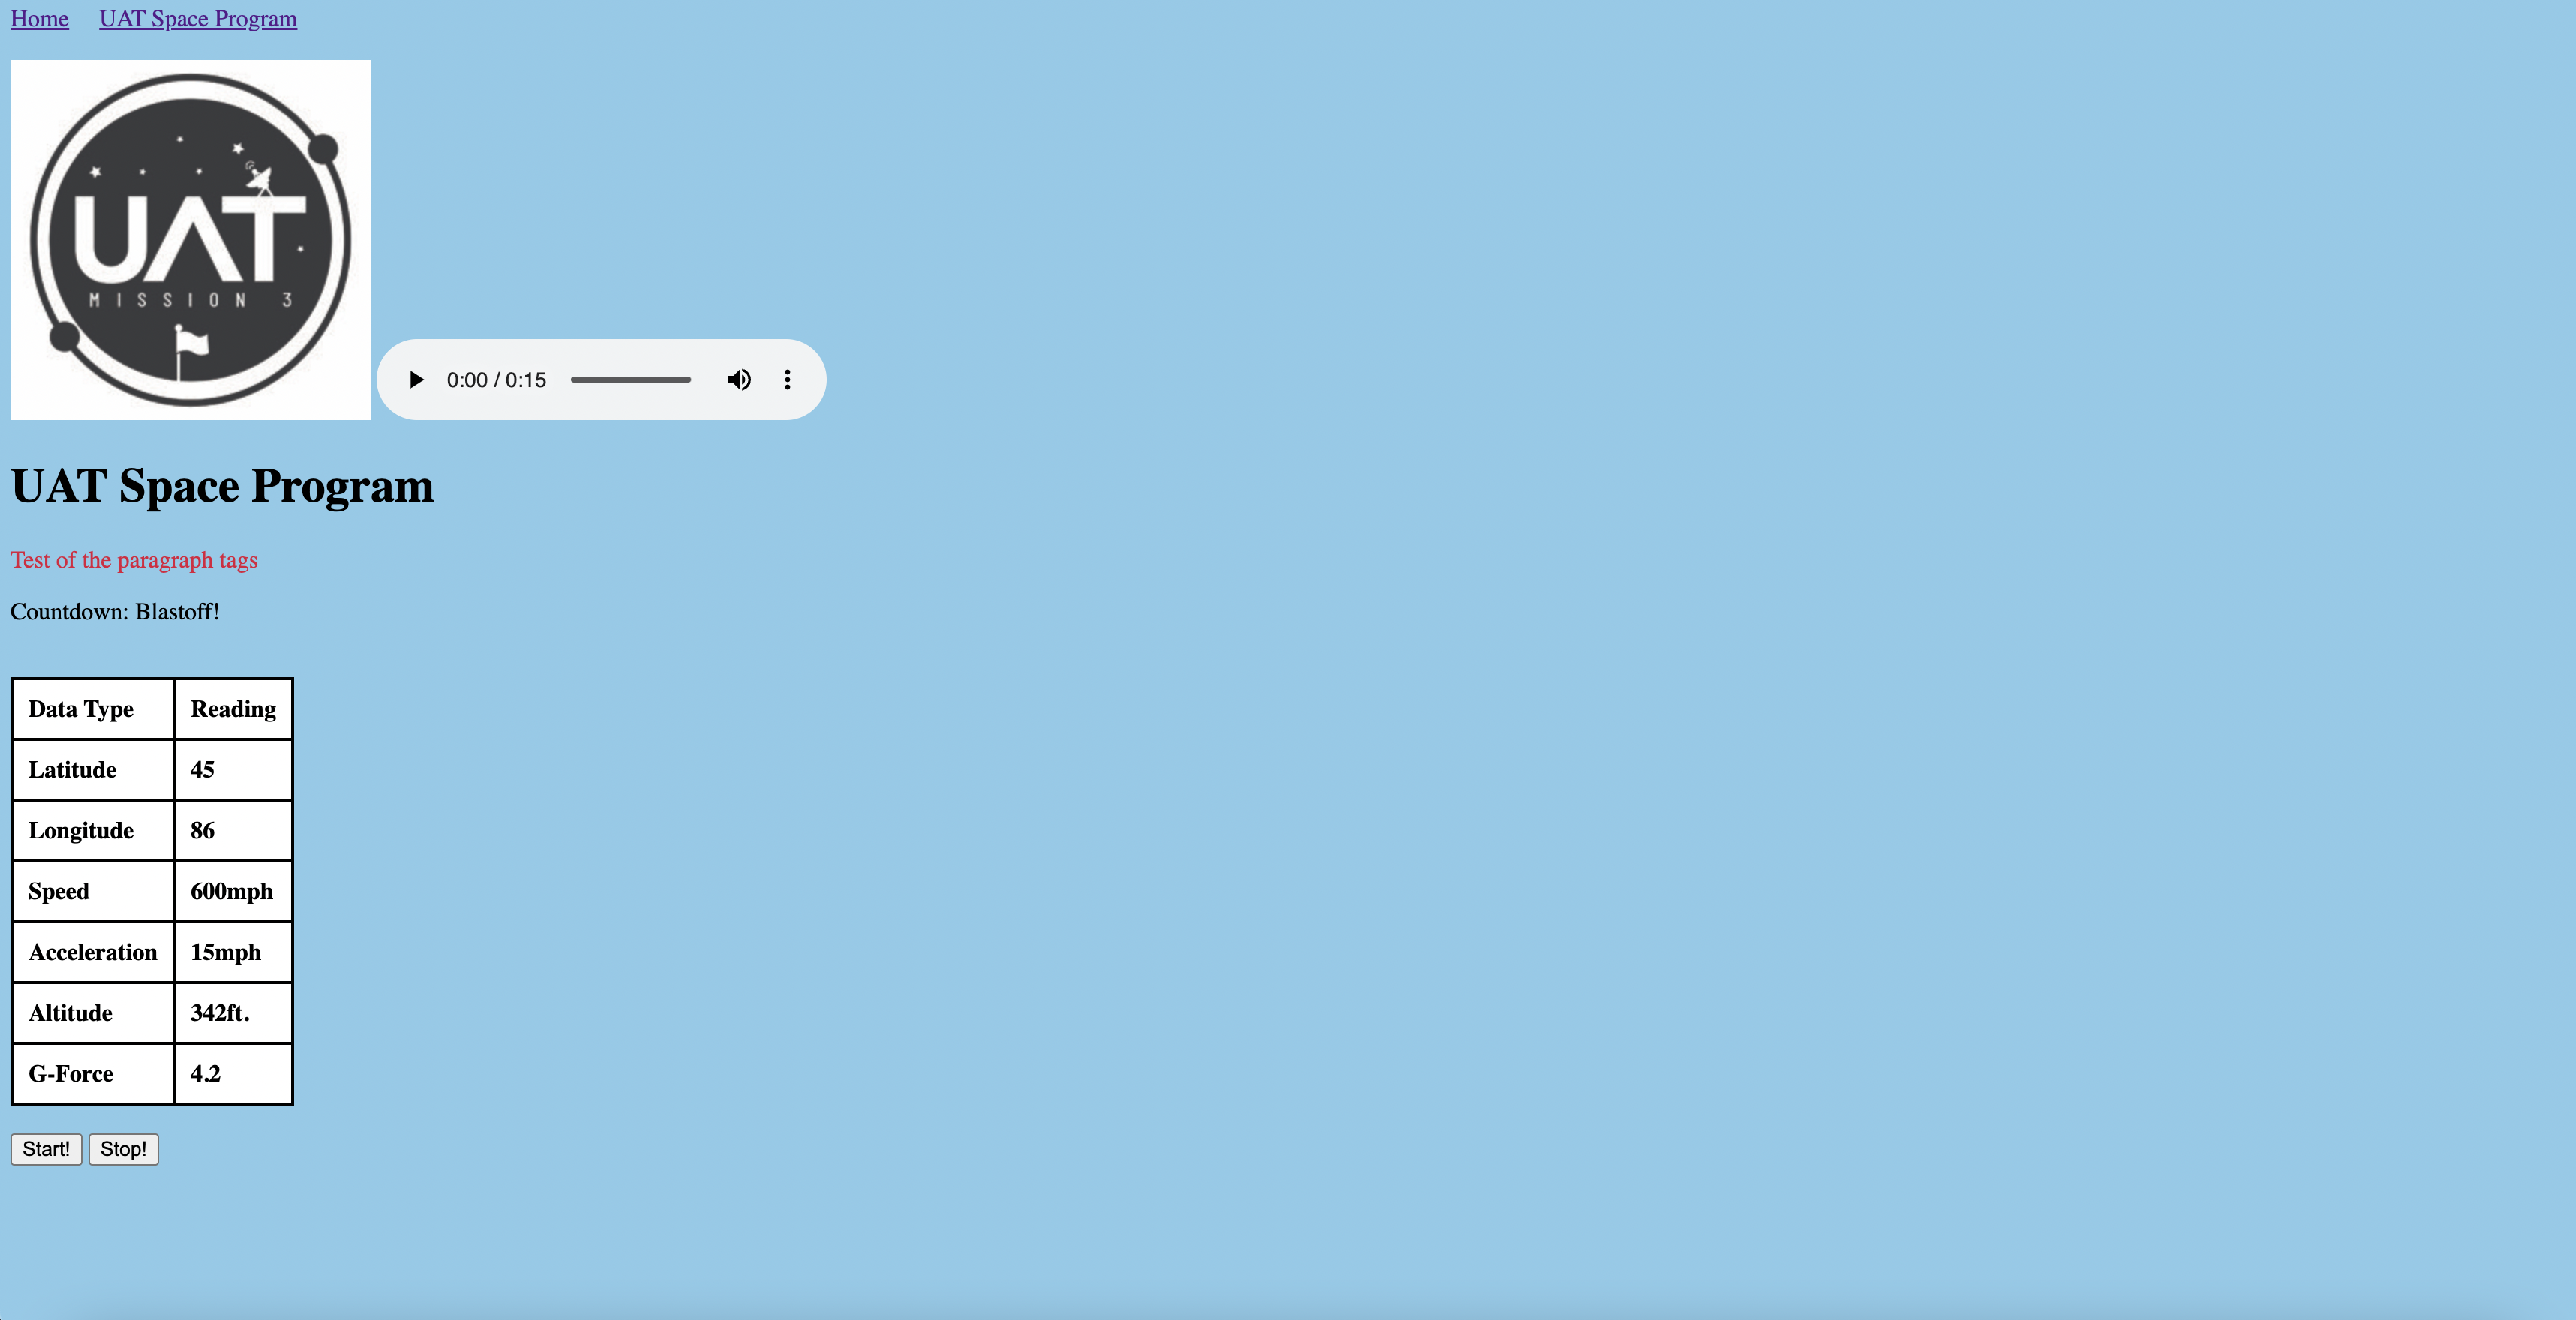 Home UAT Space Program
UAT
MISSION 3
0:00 / 0:15
UAT Space Program
Test of the paragraph tags
Countdown: Blastoff!
Data Type Reading
Latitude 45
Longitude 86
Speed 600mph
Acceleration 15mph
Altitude 342ft.
G-Force 4.2
Start! Stop!